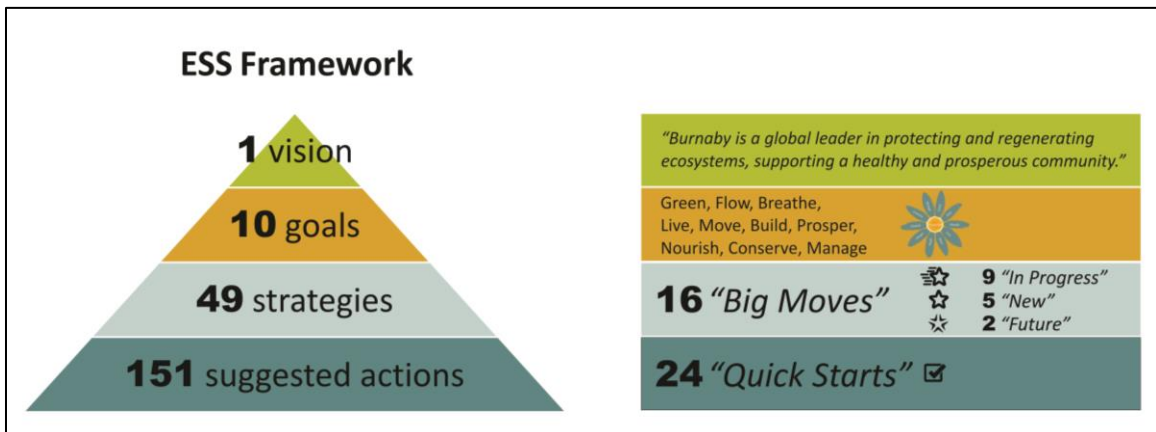 ESS Framework
1 vision
10 goals
49 strategies
151 suggested actions
“Burnaby is a global leader in protecting and regenerating
ecosystems, supporting a healthy and prosperous community.”
Green, Flow, Breathe,
Live, Move, Build, Prosper,
Nourish, Conserve, Manage
16 “Big Moves”
9 “In Progress”
5 “New”
2 “Future”
24 “Quick Starts”